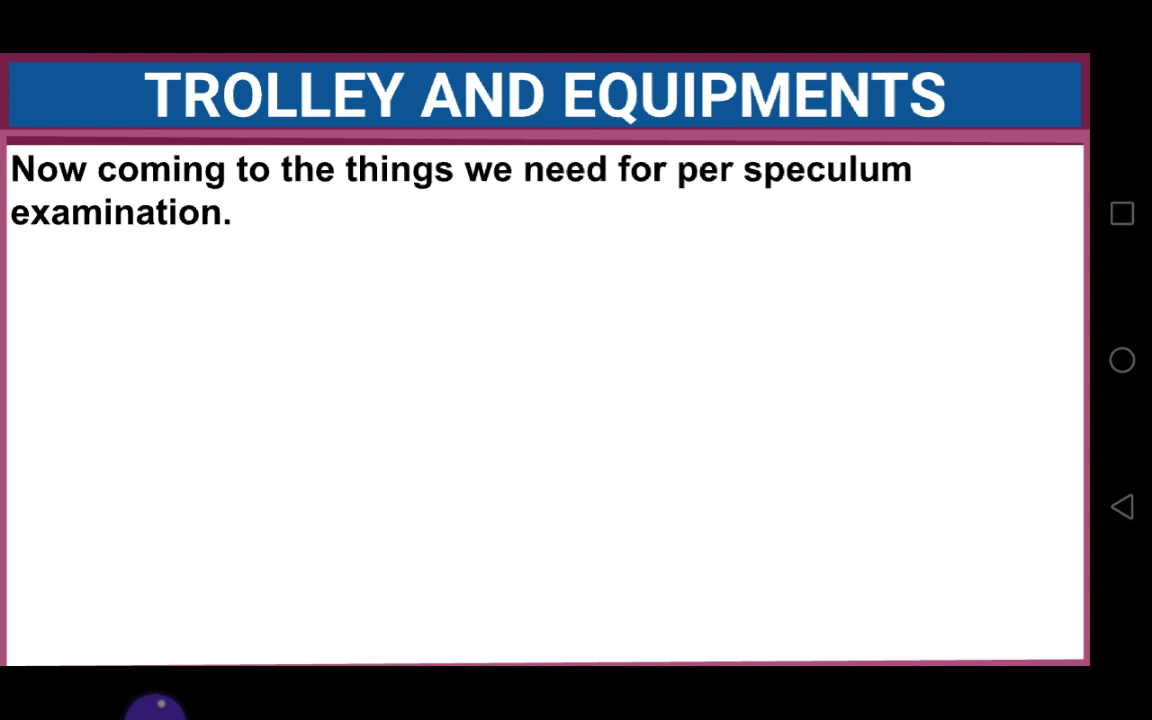 TROLLEY AND EQUIPMENTS
Now coming to the things we need for per speculum
examination.